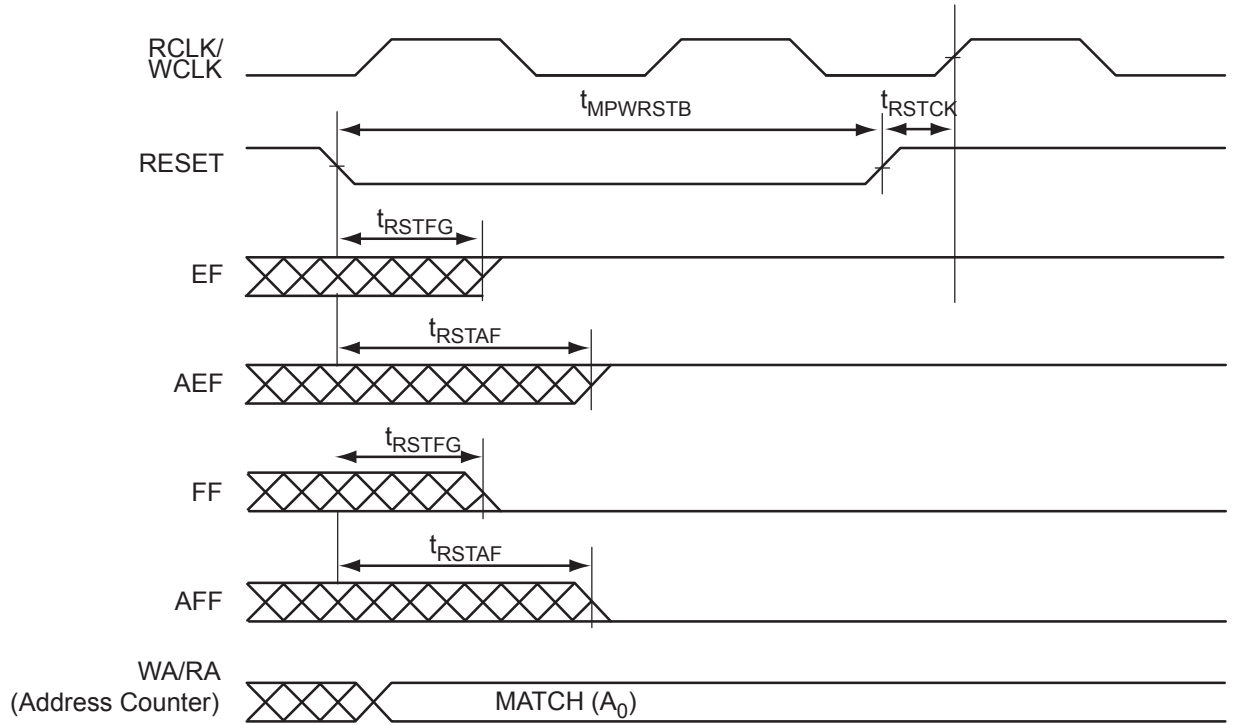 RCLK/
WCLK
tMPWRSTB
tRSTCK
RESET
tRSTFG
EF
tRSTAF
AEF
tRSTFG
FF
tRSTAF
AFF
WA/RA
(Address Counter)
MATCH (A0)